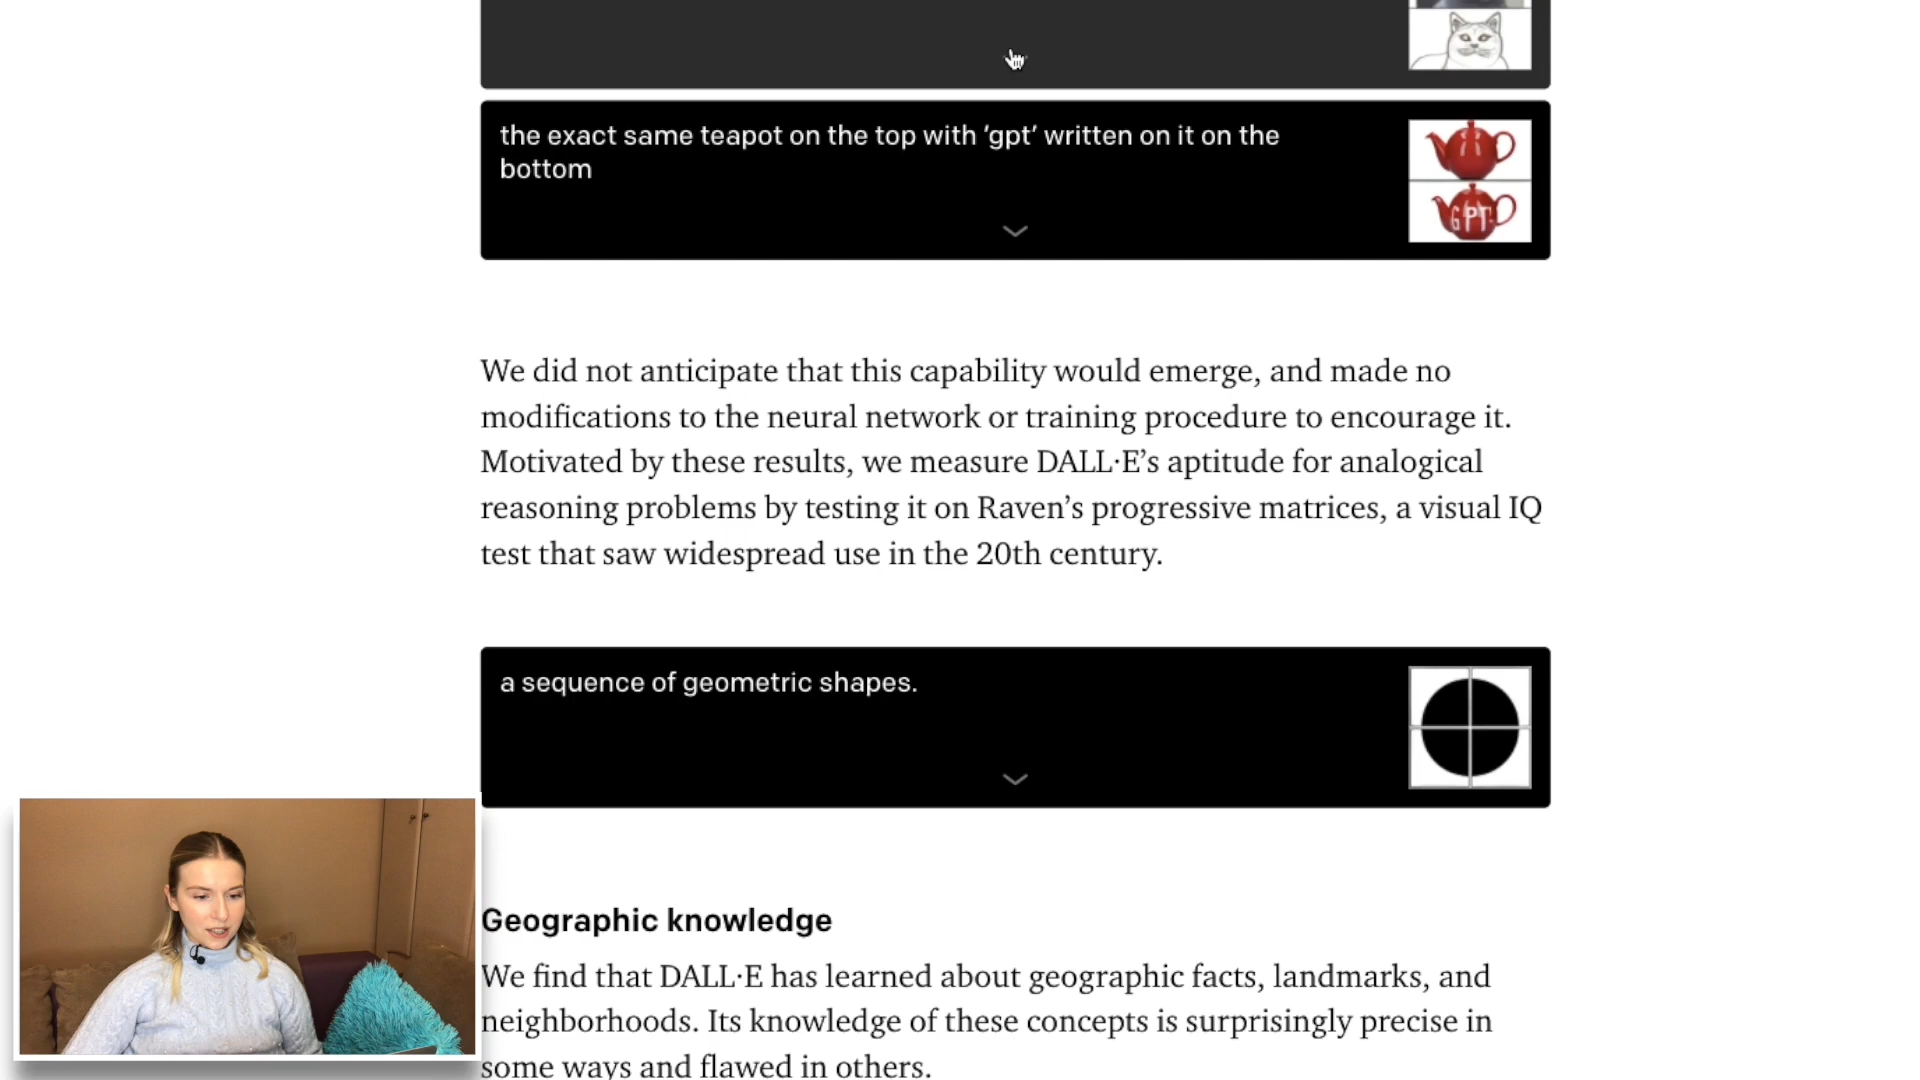 the exact same teapot on the top with ‘gpt’ written on it on the
bottom
GPT
We did not anticipate that this capability would emerge, and made no
modifications to the neural network or training procedure to encourage it.
Motivated by these results, we measure DALL·E’s aptitude for analogical
reasoning problems by testing it on Raven’s progressive matrices, a visual IQ
test that saw widespread use in the 20th century.
a sequence of geometric shapes.
Geographic knowledge
We find that DALL·E has learned about geographic facts, landmarks, and
neighborhoods. Its knowledge of these concepts is surprisingly precise in
some ways and flawed in others.